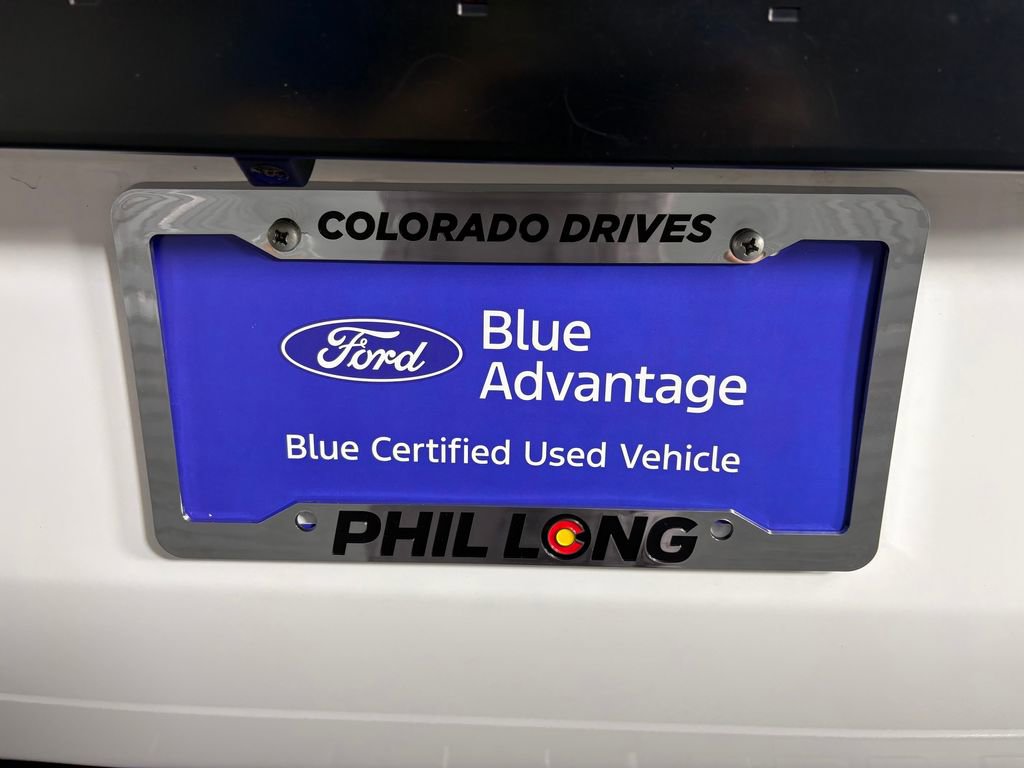 COLORADO DRIVES
Ford
Blue
Advantage
Blue Certified Used Vehicle
PHIL LONG